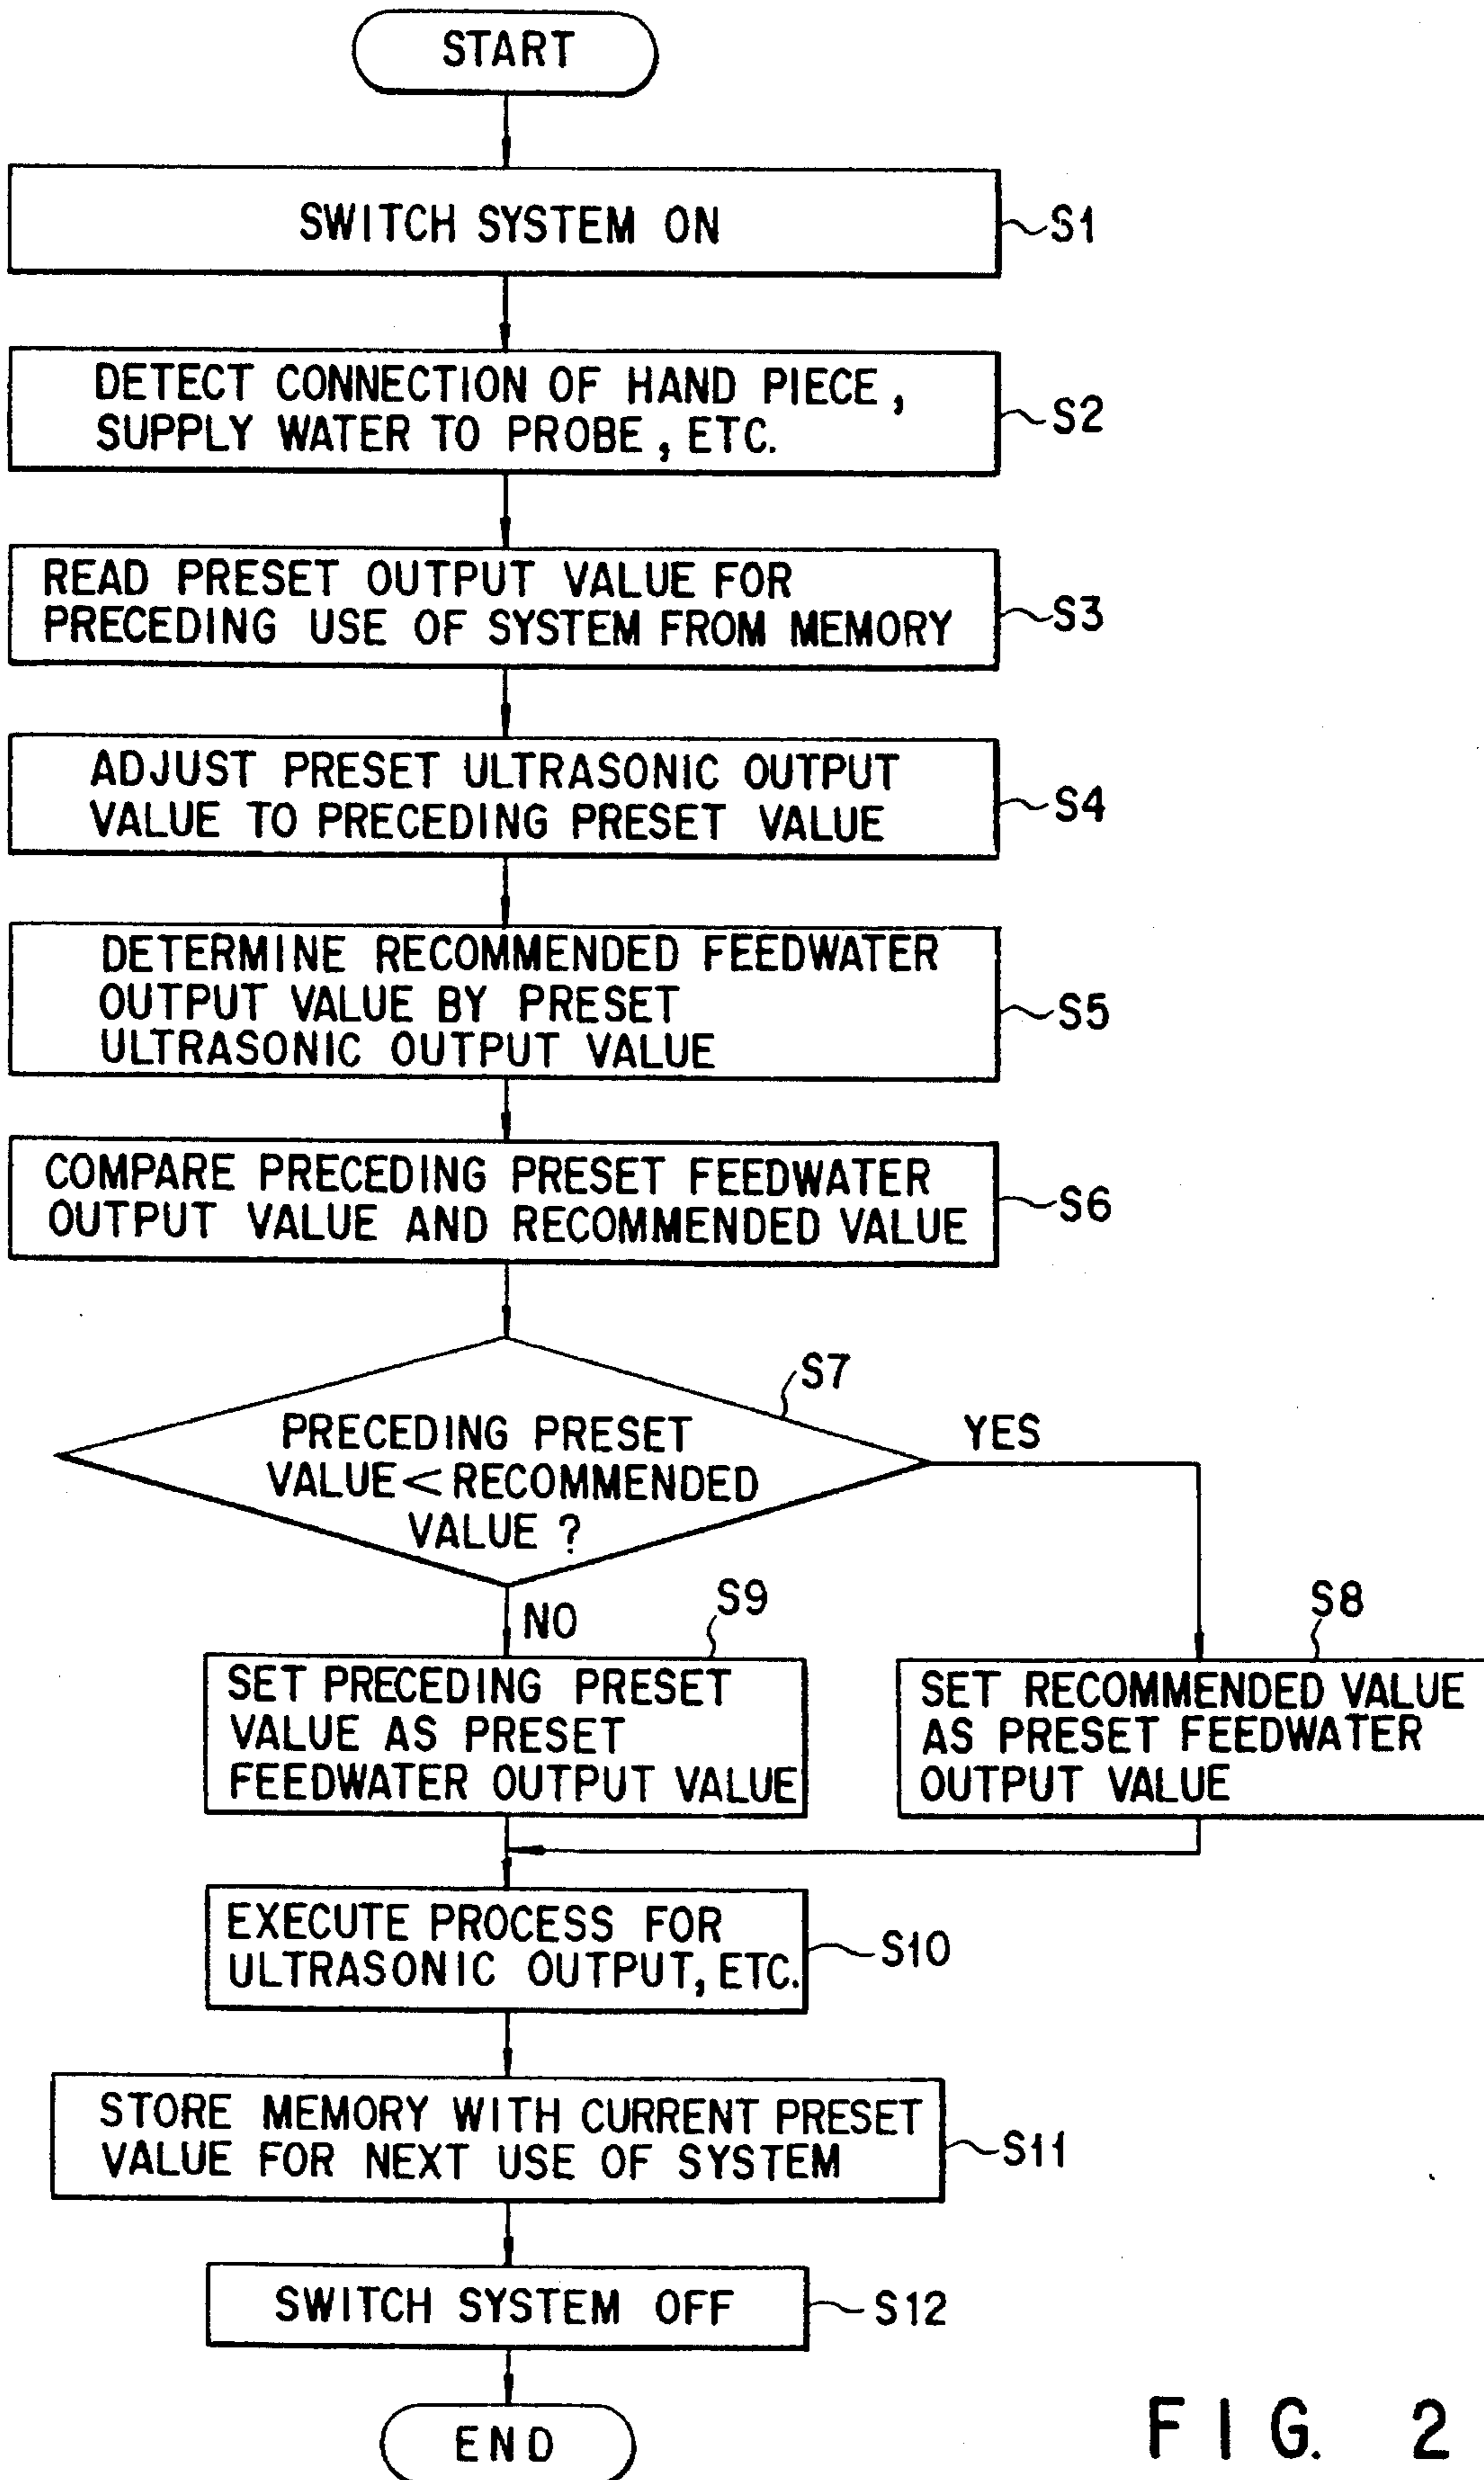 START
SWITCH SYSTEM ON
S1
DETECT CONNECTION OF HAND PIECE,
SUPPLY WATER TO PROBE, ETC.
S2
READ PRESET OUTPUT VALUE FOR
PRECEDING USE OF SYSTEM FROM MEMORY
S3
ADJUST PRESET ULTRASONIC OUTPUT
VALUE TO PRECEDING PRESET VALUE
S4
DETERMINE RECOMMENDED FEEDWATER
OUTPUT VALUE BY PRESET
ULTRASONIC OUTPUT VALUE
S5
COMPARE PRECEDING PRESET FEEDWATER
OUTPUT VALUE AND RECOMMENDED VALUE
S6
S7
PRECEDING PRESET
VALUE < RECOMMENDED
VALUE ?
YES
NO
S9
SET PRECEDING PRESET
VALUE AS PRESET
FEEDWATER OUTPUT VALUE
S8
SET RECOMMENDED VALUE
AS PRESET FEEDWATER
OUTPUT VALUE
EXECUTE PROCESS FOR
ULTRASONIC OUTPUT, ETC.
S10
STORE MEMORY WITH CURRENT PRESET
VALUE FOR NEXT USE OF SYSTEM
S11
SWITCH SYSTEM OFF
S12
END
FIG. 2